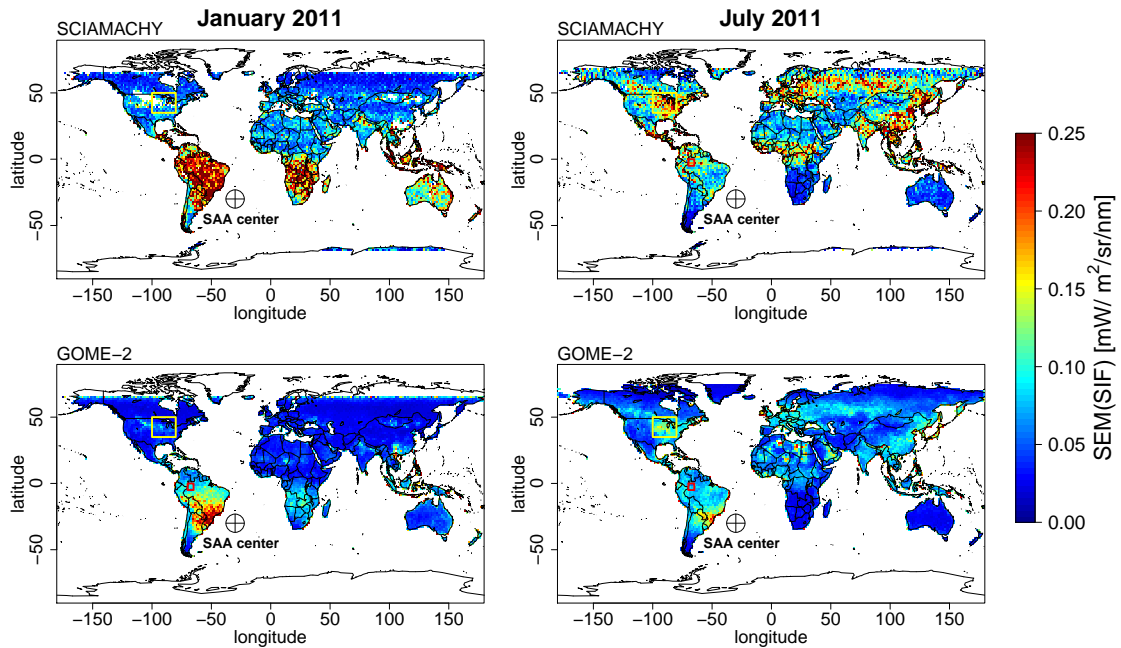 January 2011
SCIAMACHY
latitude
50
0
−50
SAA center
−150 −100 −50 0 50 100 150
longitude
July 2011
SCIAMACHY
latitude
50
0
−50
SAA center
−150 −100 −50 0 50 100 150
longitude
GOME−2
latitude
50
0
−50
SAA center
−150 −100 −50 0 50 100 150
longitude
GOME−2
latitude
50
0
−50
SAA center
−150 −100 −50 0 50 100 150
longitude
0.25
0.20
0.15
0.10
0.05
0.00
SEM(SIF) [mW/ m²/sr/nm]